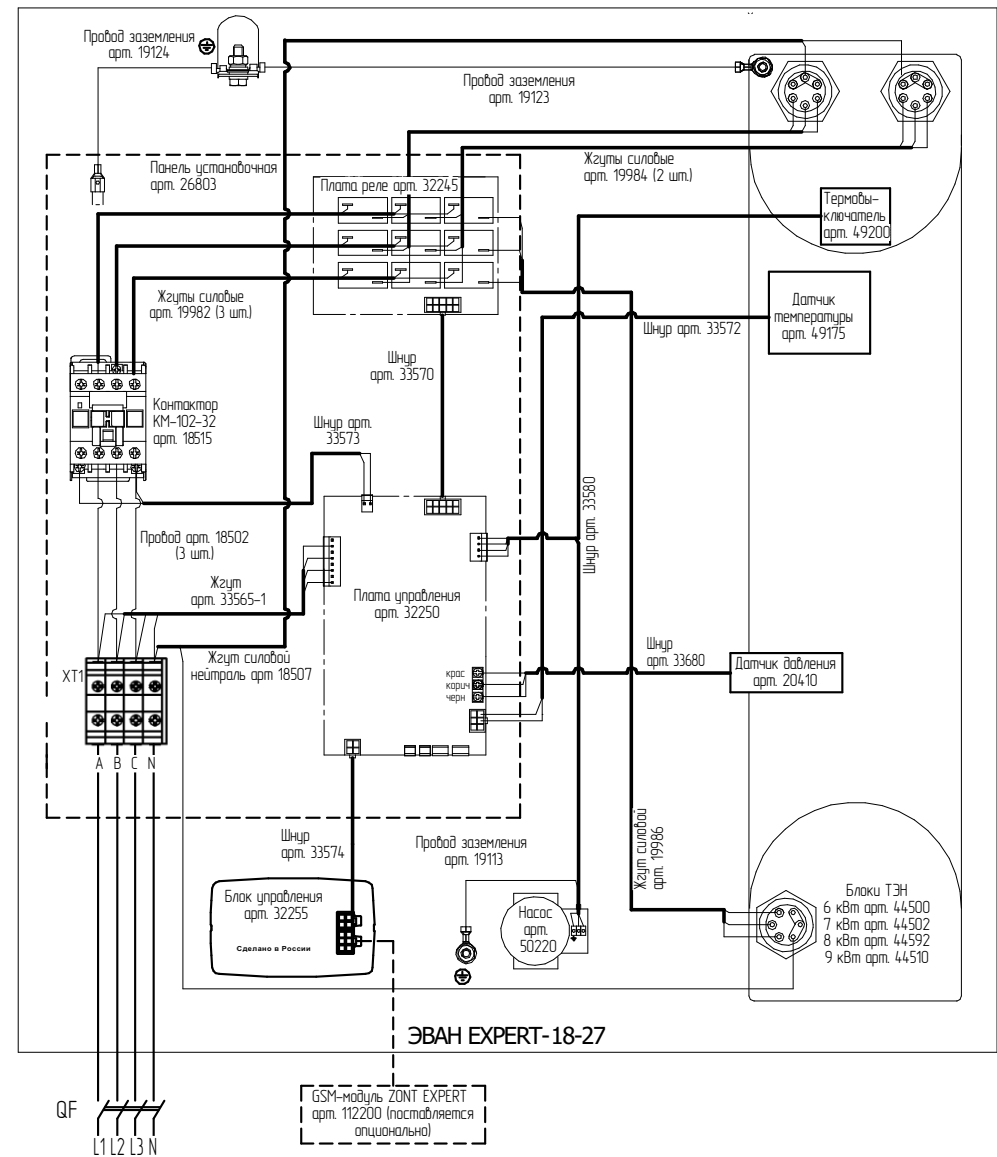 Провод заземления
арт. 19124
Провод заземления
арт. 19123
Панель установочная
арт. 26803
Плата реле арт. 32245
Жгуты силовые
арт. 19984 (2 шт.)
Термовы-
ключатель
арт. 49200
Жгуты силовые
арт. 19982 (3 шт.)
Датчик
температуры
арт. 49175
Шнур арт. 33572
Шнур
арт. 33570
Контактор
КМ-102-32
арт. 18515
Шнур арт.
33573
Шнур арт. 33580
Провод арт. 18502
(3 шт.)
Жгут
арт. 33565-1
Плата управления
арт. 32250
Жгут силовой
нейтраль арт 18507
XT1
крас
корич
черн
Шнур
арт. 33680
Датчик давления
арт. 20410
A B C N
Шнур
арт. 33574
Провод заземления
арт. 19113
Жгут силовой
арт. 19986
Блок управления
арт. 32255
Сделано в России
Насос
арт.
50220
Блоки ТЭН
6 кВт арт. 44500
7 кВт арт. 44502
8 кВт арт. 44592
9 кВт арт. 44510
ЭВАН EXPERT-18-27
GSM-модуль ZONT EXPERT
арт. 112200 (поставляется
опционально)
QF
L1 L2 L3 N